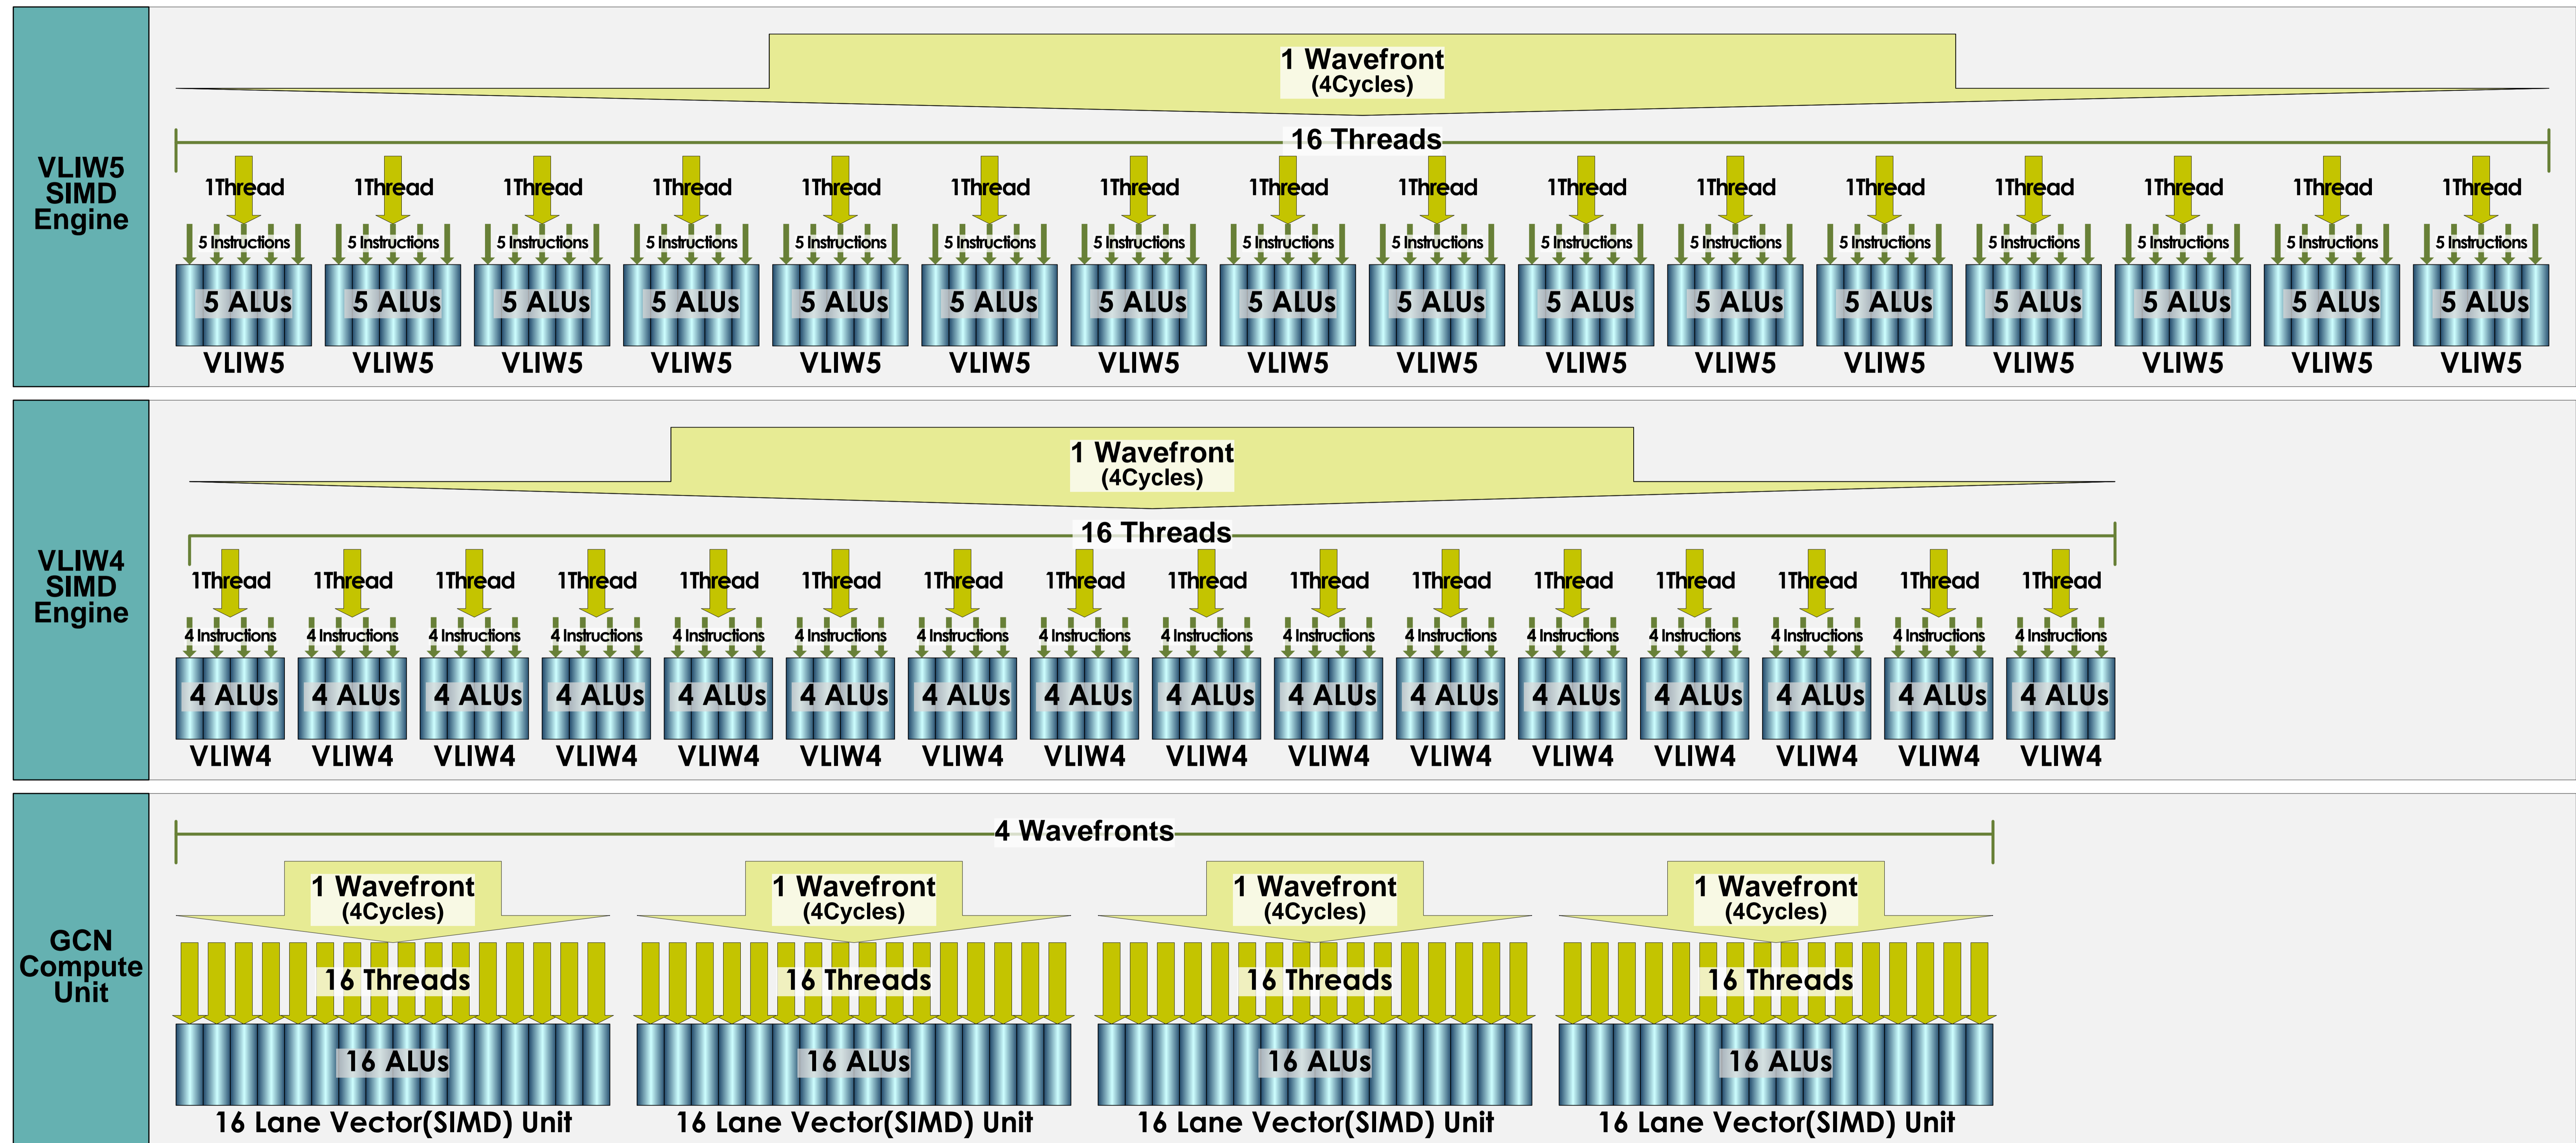 VLIW5
SIMD
Engine
1 Wavefront
(4Cycles)
16 Threads
1Thread 1Thread 1Thread 1Thread 1Thread 1Thread 1Thread 1Thread 1Thread 1Thread 1Thread 1Thread 1Thread 1Thread 1Thread 1Thread
5 Instructions 5 Instructions 5 Instructions 5 Instructions 5 Instructions 5 Instructions 5 Instructions 5 Instructions 5 Instructions 5 Instructions 5 Instructions 5 Instructions 5 Instructions 5 Instructions 5 Instructions 5 Instructions
5 ALUs 5 ALUs 5 ALUs 5 ALUs 5 ALUs 5 ALUs 5 ALUs 5 ALUs 5 ALUs 5 ALUs 5 ALUs 5 ALUs 5 ALUs 5 ALUs 5 ALUs 5 ALUs
VLIW5 VLIW5 VLIW5 VLIW5 VLIW5 VLIW5 VLIW5 VLIW5 VLIW5 VLIW5 VLIW5 VLIW5 VLIW5 VLIW5 VLIW5 VLIW5
VLIW4
SIMD
Engine
1 Wavefront
(4Cycles)
16 Threads
1Thread 1Thread 1Thread 1Thread 1Thread 1Thread 1Thread 1Thread 1Thread 1Thread 1Thread 1Thread 1Thread 1Thread 1Thread 1Thread
4 Instructions 4 Instructions 4 Instructions 4 Instructions 4 Instructions 4 Instructions 4 Instructions 4 Instructions 4 Instructions 4 Instructions 4 Instructions 4 Instructions 4 Instructions 4 Instructions 4 Instructions 4 Instructions
4 ALUs 4 ALUs 4 ALUs 4 ALUs 4 ALUs 4 ALUs 4 ALUs 4 ALUs 4 ALUs 4 ALUs 4 ALUs 4 ALUs 4 ALUs 4 ALUs 4 ALUs 4 ALUs
VLIW4 VLIW4 VLIW4 VLIW4 VLIW4 VLIW4 VLIW4 VLIW4 VLIW4 VLIW4 VLIW4 VLIW4 VLIW4 VLIW4 VLIW4 VLIW4
GCN
Compute
Unit
4 Wavefronts
1 Wavefront 1 Wavefront 1 Wavefront 1 Wavefront
(4Cycles) (4Cycles) (4Cycles) (4Cycles)
16 Threads 16 Threads 16 Threads 16 Threads
16 ALUs 16 ALUs 16 ALUs 16 ALUs
16 Lane Vector(SIMD) Unit 16 Lane Vector(SIMD) Unit 16 Lane Vector(SIMD) Unit 16 Lane Vector(SIMD) Unit